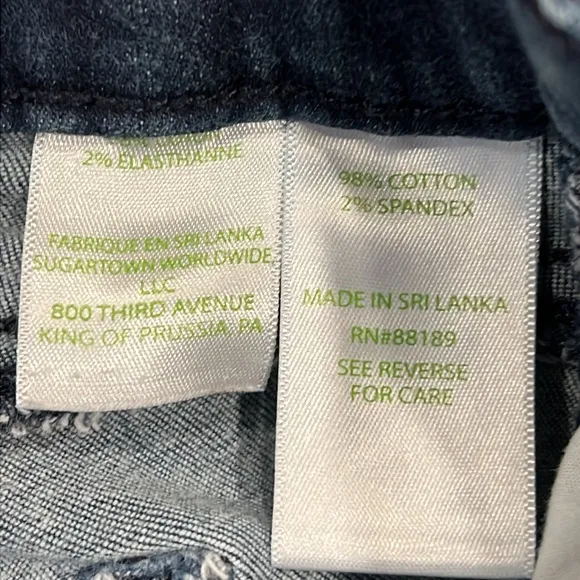 2% ELASTHANNE
FABRIQUE EN SRI LANKA
SUGARTOWN WORLDWIDE
LLC
800 THIRD AVENUE
KING OF PRUSSIA, PA
98% COTTON
2% SPANDEX
MADE IN SRI LANKA
RN#88189
SEE REVERSE
FOR CARE